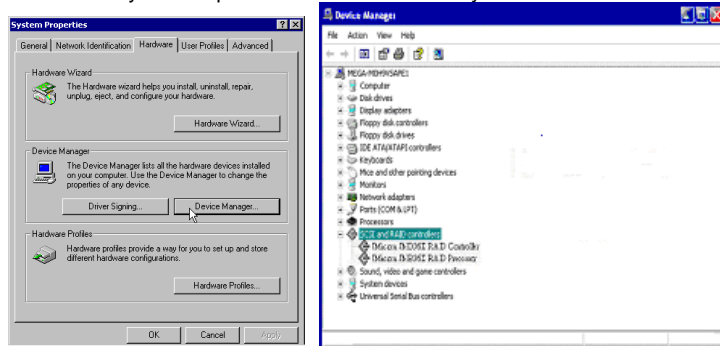 System Properties
General Network Identification Hardware User Profiles Advanced
Hardware Wizard
The Hardware wizard helps you install, uninstall, repair,
unplug, eject, and configure your hardware.
Hardware Wizard...
Device Manager
The Device Manager lists all the hardware devices installed
on your computer. Use the Device Manager to change the
properties of any device.
Driver Signing... Device Manager...
Hardware Profiles
Hardware profiles provide a way for you to set up and store
different hardware configurations.
Hardware Profiles...
OK Cancel Apply
Device Manager
File Action View Help
Computer
Disk drives
Display adapters
Floppy disk controllers
Floppy disk drives
IDE ATA/ATAPI controllers
Keyboards
Mice and other pointing devices
Monitors
Network adapters
Ports (COM & LPT)
Processors
SCSI and RAID controllers
Sound, video and game controllers
System devices
Universal Serial Bus controllers